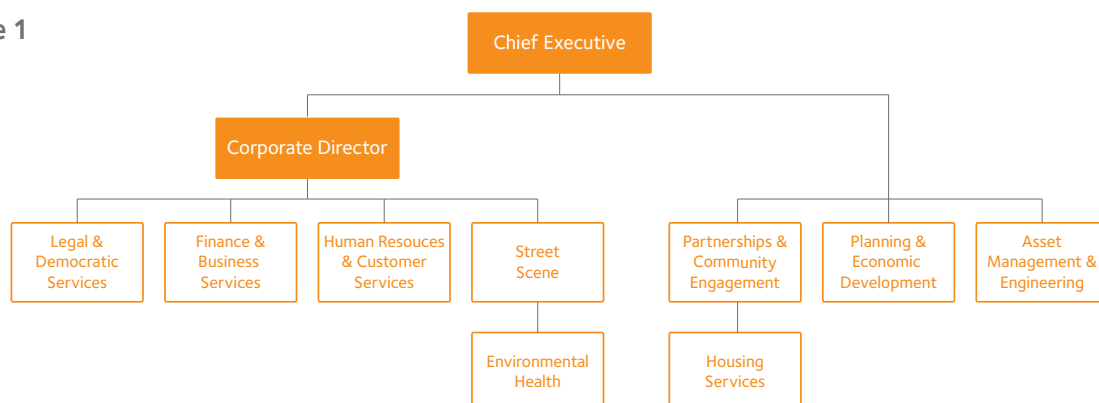 e 1
Chief Executive
Corporate Director
Legal &
Democratic
Services
Finance &
Business
Services
Human Resouces
& Customer
Services
Street
Scene
Partnerships &
Community
Engagement
Planning &
Economic
Development
Asset
Management &
Engineering
Environmental
Health
Housing
Services